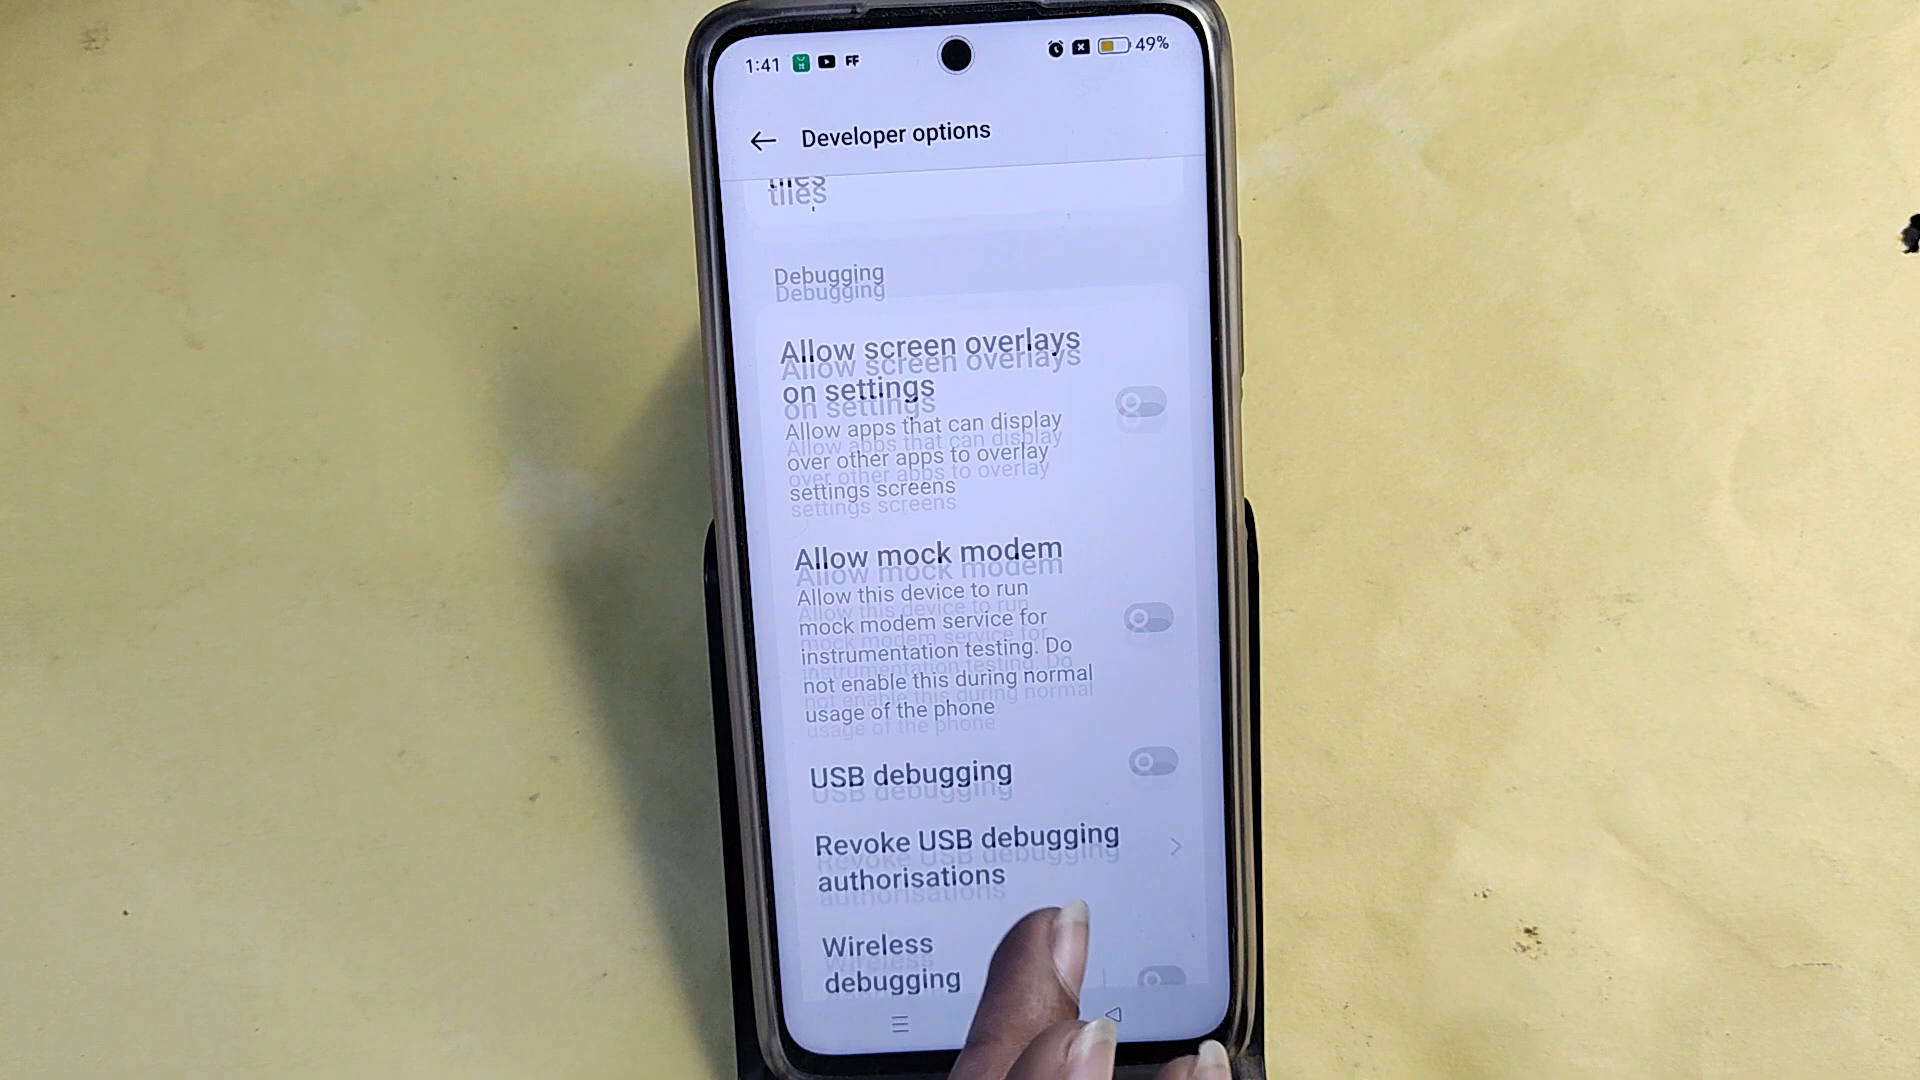 1:41 FF 49%
Developer options
tiles
Debugging
Allow screen overlays
on settings
Allow apps that can display
over other apps to overlay
settings screens
Allow mock modem
Allow this device to run
mock modem service for
instrumentation testing. Do
not enable this during normal
usage of the phone
USB debugging
Revoke USB debugging
authorisations
Wireless
debugging